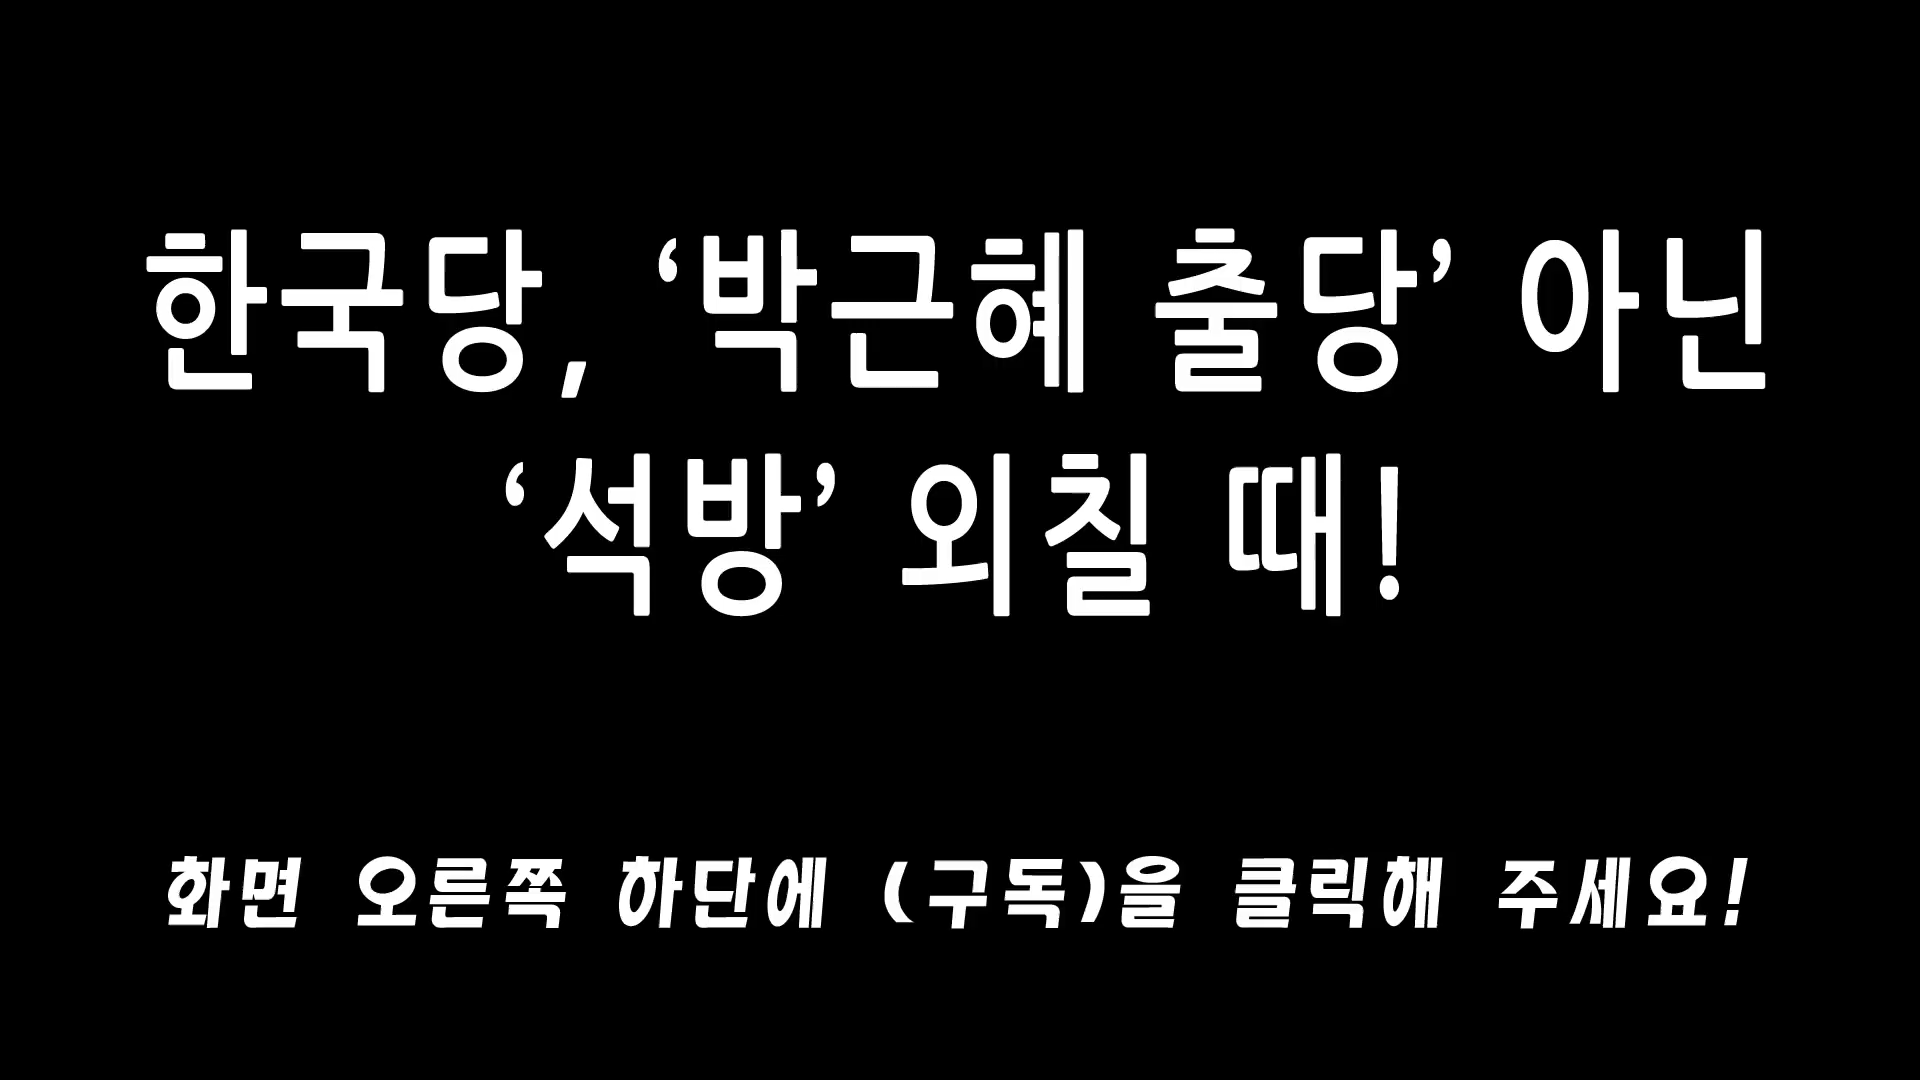 한국당, ‘박근혜 출당’ 아닌
‘석방’ 외칠 때!
화면 오른쪽 하단에 (구독)을 클릭해 주세요!